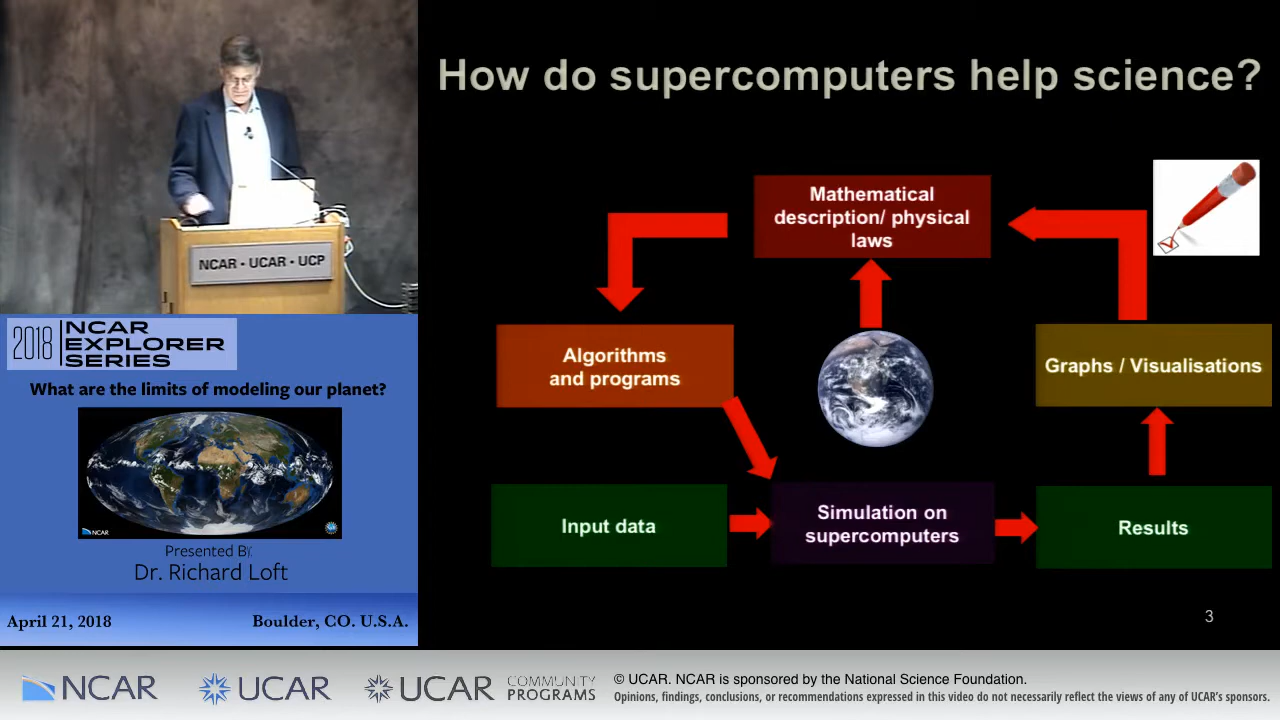 How do supercomputers help science?
Mathematical
description/ physical
laws
Algorithms
and programs
Graphs / Visualisations
Input data
Simulation on
supercomputers
Results
3
NCAR • UCAR • UCP
2018
NCAR
EXPLORER
SERIES
What are the limits of modeling our planet?
NCAR
Presented By:
Dr. Richard Loft
April 21, 2018
Boulder, CO. U.S.A.
NCAR
UCAR
UCAR
COMMUNITY
PROGRAMS
© UCAR. NCAR is sponsored by the National Science Foundation.
Opinions, findings, conclusions, or recommendations expressed in this video do not necessarily reflect the views of any of UCAR's sponsors.